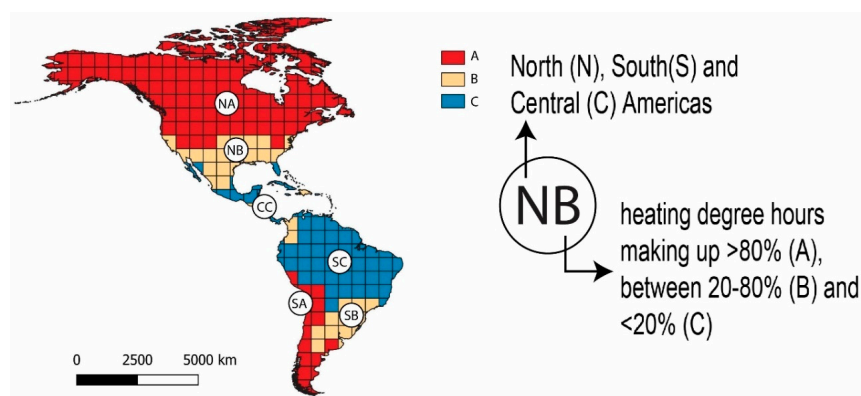 A
B
C
North (N), South(S) and
Central (C) Americas
NA
NB
CC
SC
SA
SB
NB
heating degree hours
making up >80% (A),
between 20-80% (B) and
<20% (C)
0 2500 5000 km